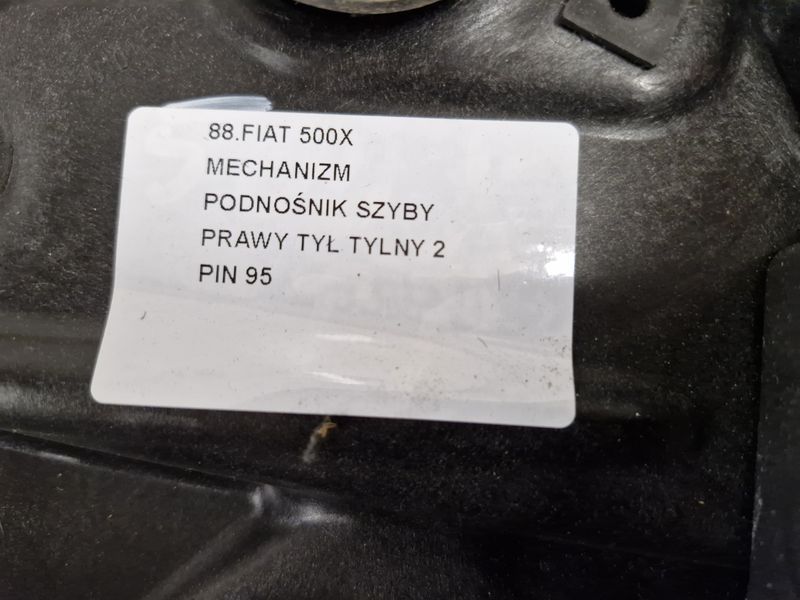 88.FIAT 500X
MECHANIZM
PODNOŚNIK SZYBY
PRAWY TYŁ TYLNY 2
PIN 95